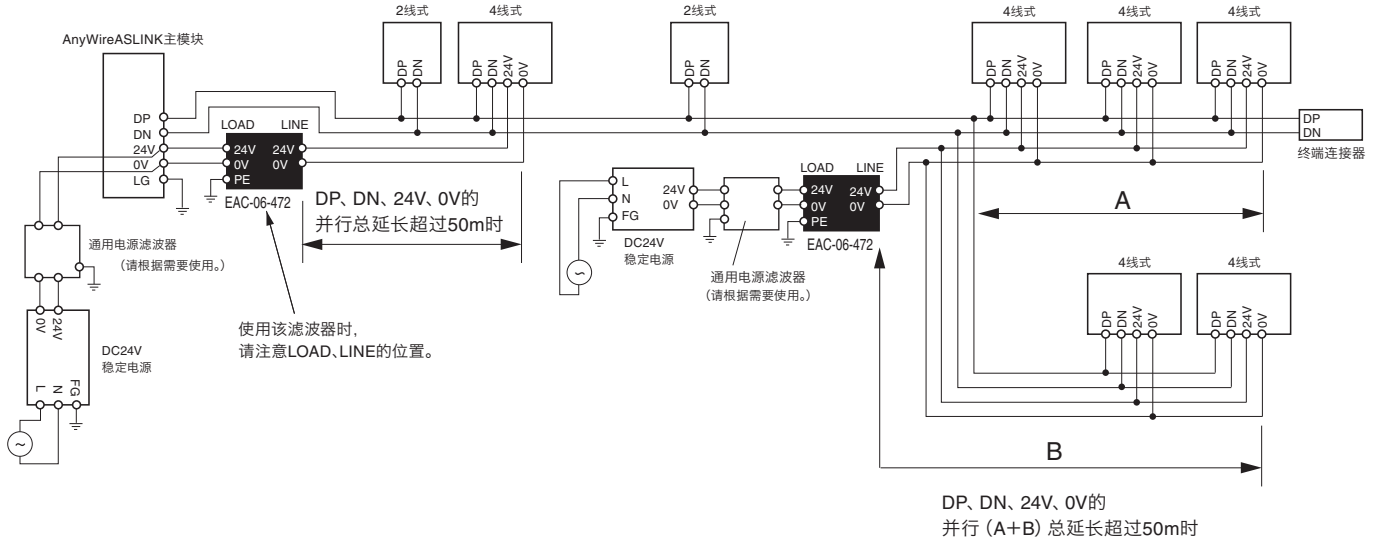 AnyWireASLINK主模块
DP
DN
24V
0V
LG
LOAD LINE
24V 24V
0V 0V
PE
EAC-06-472
DP、DN、24V、0V的
并行总延长超过50m时
使用该滤波器时,
请注意LOAD、LINE的位置。
通用电源滤波器
(请根据需要使用。)
0V
24V
DC24V
稳定电源
L
N
FG
~
2线式
DP
DN
4线式
DP
DN
24V
0V
2线式
DP
DN
L
N
FG
24V
0V
DC24V
稳定电源
~
通用电源滤波器
(请根据需要使用。)
LOAD LINE
24V 24V
0V 0V
PE
EAC-06-472
4线式
DP
DN
24V
0V
4线式
DP
DN
24V
0V
4线式
DP
DN
24V
0V
DP
DN
终端连接器
A
4线式
DP
DN
24V
0V
4线式
DP
DN
24V
0V
B
DP、DN、24V、0V的
并行(A+B)总延长超过50m时